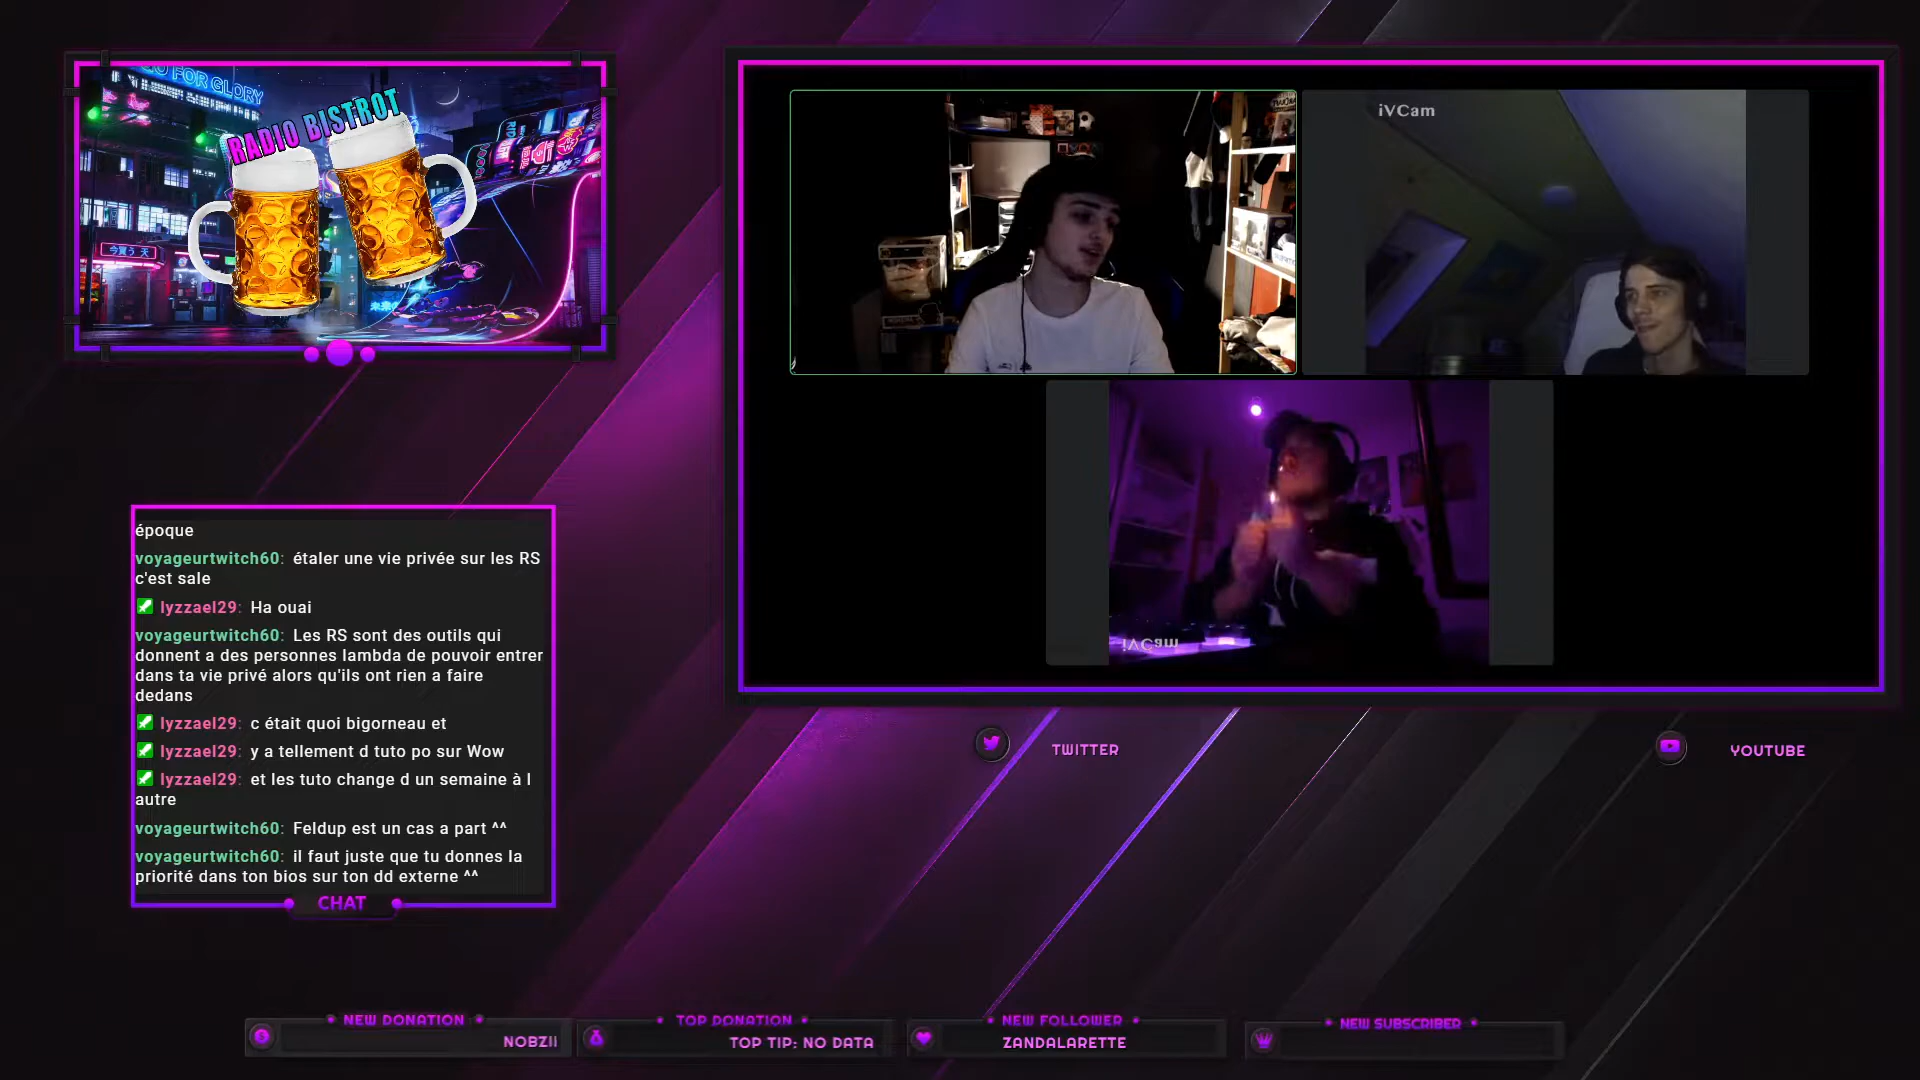 RADIO BISTROT
FOR GLORY
iVCam
iVCam
époque
voyageurtwitch60: étaler une vie privée sur les RS
c'est sale
lyzzael29: Ha ouai
voyageurtwitch60: Les RS sont des outils qui
donnent a des personnes lambda de pouvoir entrer
dans ta vie privé alors qu'ils ont rien a faire
dedans
lyzzael29: c était quoi bigorneau et
lyzzael29: y a tellement d tuto po sur Wow
lyzzael29: et les tuto change d un semaine à l
autre
voyageurtwitch60: Feldup est un cas a part ^^
voyageurtwitch60: il faut juste que tu donnes la
priorité dans ton bios sur ton dd externe ^^
CHAT
TWITTER
YOUTUBE
NEW DONATION
NOBZII
TOP DONATION
TOP TIP: NO DATA
NEW FOLLOWER
ZANDALARETTE
NEW SUBSCRIBER